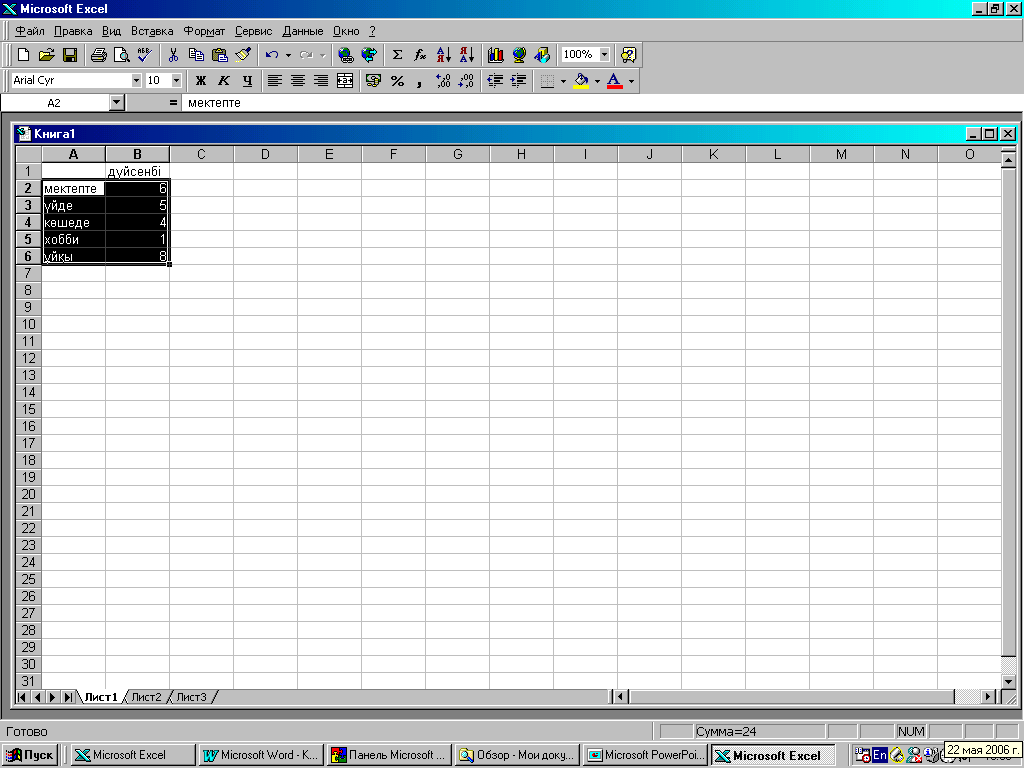 Microsoft Excel
Файл Правка Вид Вставка Формат Сервис Данные Окно ?
100%
Arial Cyr 10 Ж К Ч
A2 = мектепте
Книга1
A B C D E F G H I J K L M N O
1 дүйсенбі
2 мектепте 6
3 үйде 5
4 көшеде 4
5 хобби 1
6 ұйқы 8
7
8
9
10
11
12
13
14
15
16
17
18
19
20
21
22
23
24
25
26
27
28
29
30
31
Лист1 Лист2 Лист3
Готово Сумма=24 NUM
Пуск Microsoft Excel Microsoft Word - К... Панель Microsoft ... Обзор - Мои доку... Microsoft PowerPoi... Microsoft Excel En 22 мая 2006 г.